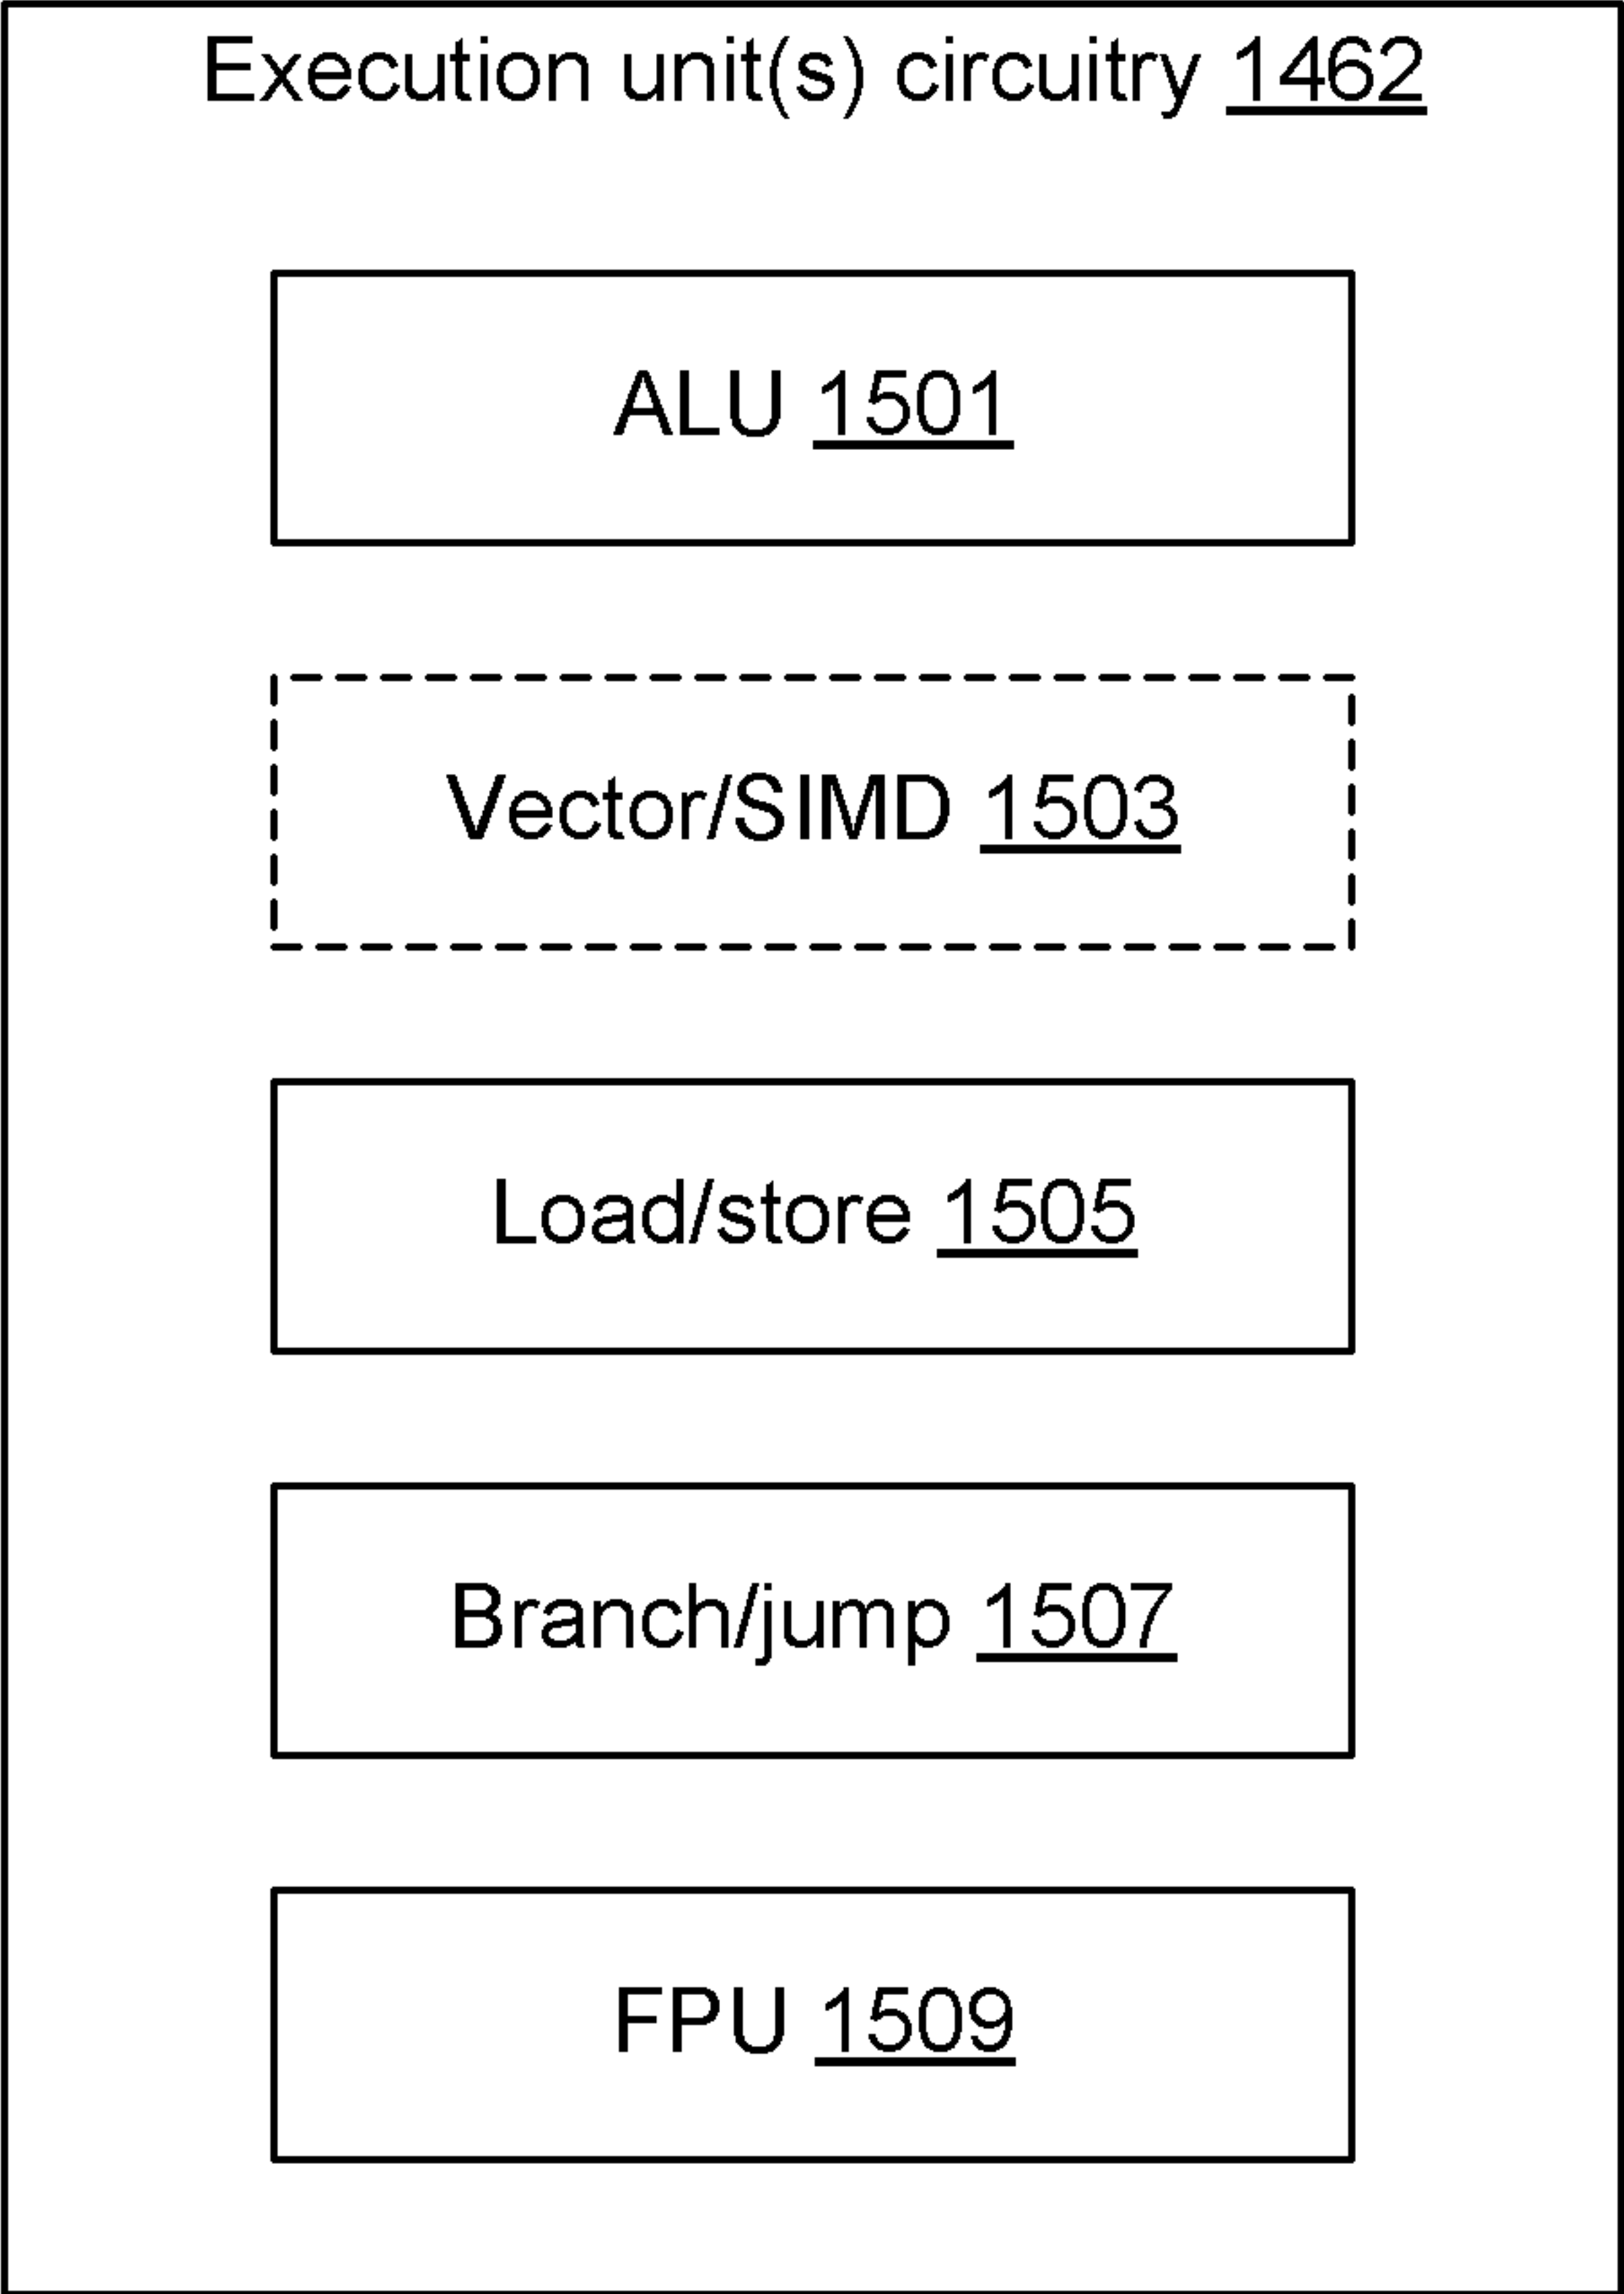 Execution unit(s) circuitry 1462
ALU 1501
Vector/SIMD 1503
Load/store 1505
Branch/jump 1507
FPU 1509